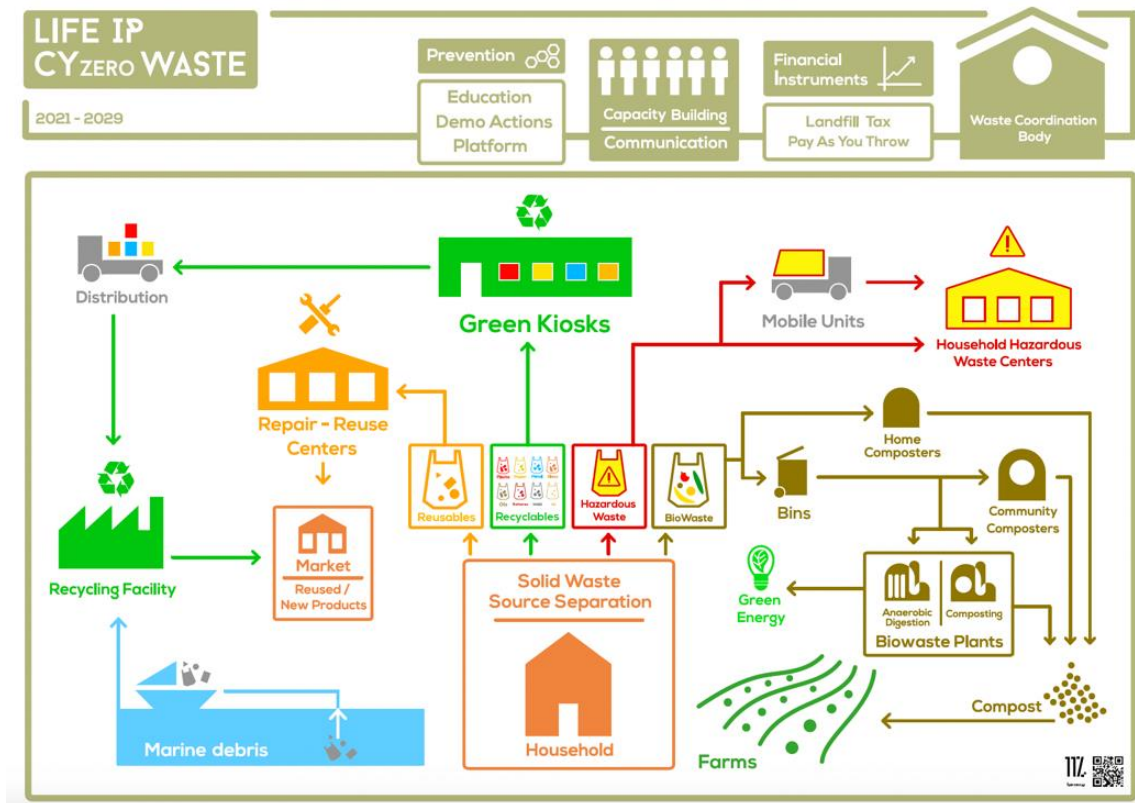 LIFE IP
CYZERO WASTE
2021 - 2029
Prevention
Education
Demo Actions
Platform
Capacity Building
Communication
Financial
Instruments
Landfill Tax
Pay As You Throw
Waste Coordination
Body
Distribution
Green Kiosks
Mobile Units
Household Hazardous
Waste Centers
Repair - Reuse
Centers
Home
Composters
Reusables
Recyclables
Hazardous
Waste
BioWaste
Bins
Community
Composters
Recycling Facility
Market
Reused /
New Products
Solid Waste
Source Separation
Household
Green
Energy
Anaerobic
Digestion
Composting
Biowaste Plants
Compost
Farms
Marine debris